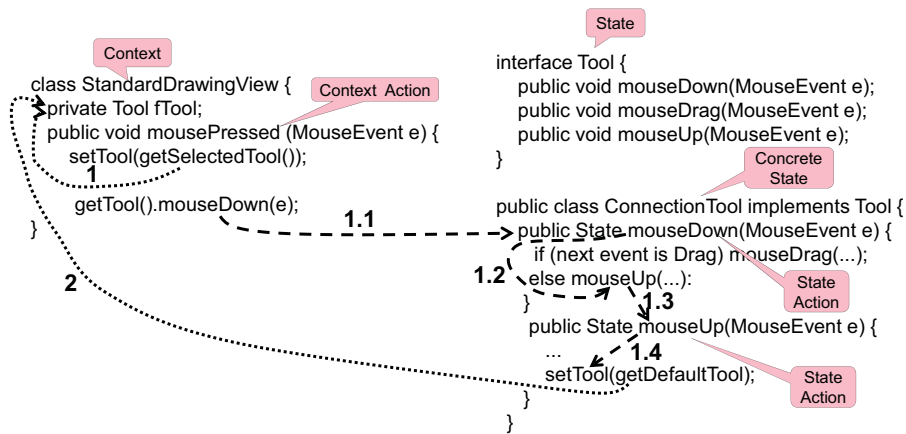 Context
class StandardDrawingView {
private Tool fTool;
Context Action
public void mousePressed (MouseEvent e) {
setTool(getSelectedTool());
1
getTool().mouseDown(e);
}
1.1
2
State
interface Tool {
public void mouseDown(MouseEvent e);
public void mouseDrag(MouseEvent e);
public void mouseUp(MouseEvent e);
}
Concrete
State
public class ConnectionTool implements Tool {
public State mouseDown(MouseEvent e) {
if (next event is Drag) mouseDrag(...);
1.2
else mouseUp(...):
State
Action
}
1.3
public State mouseUp(MouseEvent e) {
...
1.4
setTool(getDefaultTool);
State
Action
}
}